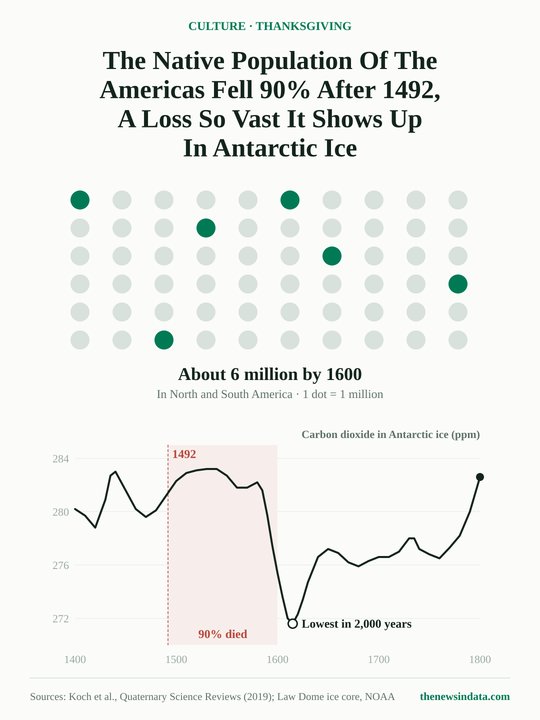 CULTURE · THANKSGIVING
The Native Population Of The
Americas Fell 90% After 1492,
A Loss So Vast It Shows Up
In Antarctic Ice
About 6 million by 1600
In North and South America · 1 dot = 1 million
Carbon dioxide in Antarctic ice (ppm)
284
1492
280
276
272
Lowest in 2,000 years
90% died
1400 1500 1600 1700 1800
Sources: Koch et al., Quaternary Science Reviews (2019); Law Dome ice core, NOAA thenewsindata.com